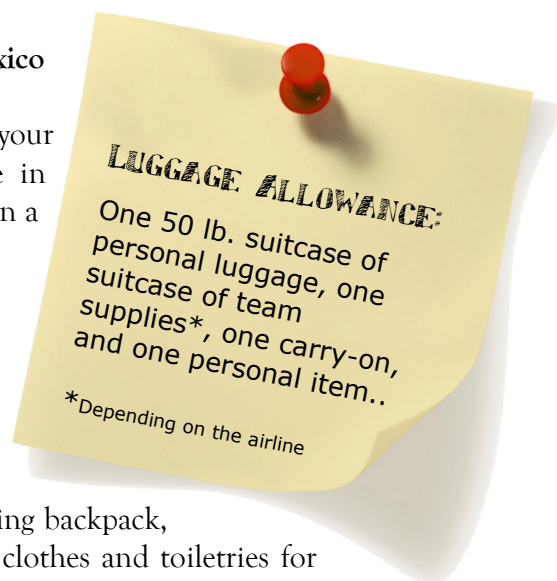 xico
your
e in
n a
LUGGAGE ALLOWANCE:
One 50 lb. suitcase of
personal luggage, one
suitcase of team
supplies*, one carry-on,
and one personal item..
*Depending on the airline
ing backpack,
clothes and toiletries for